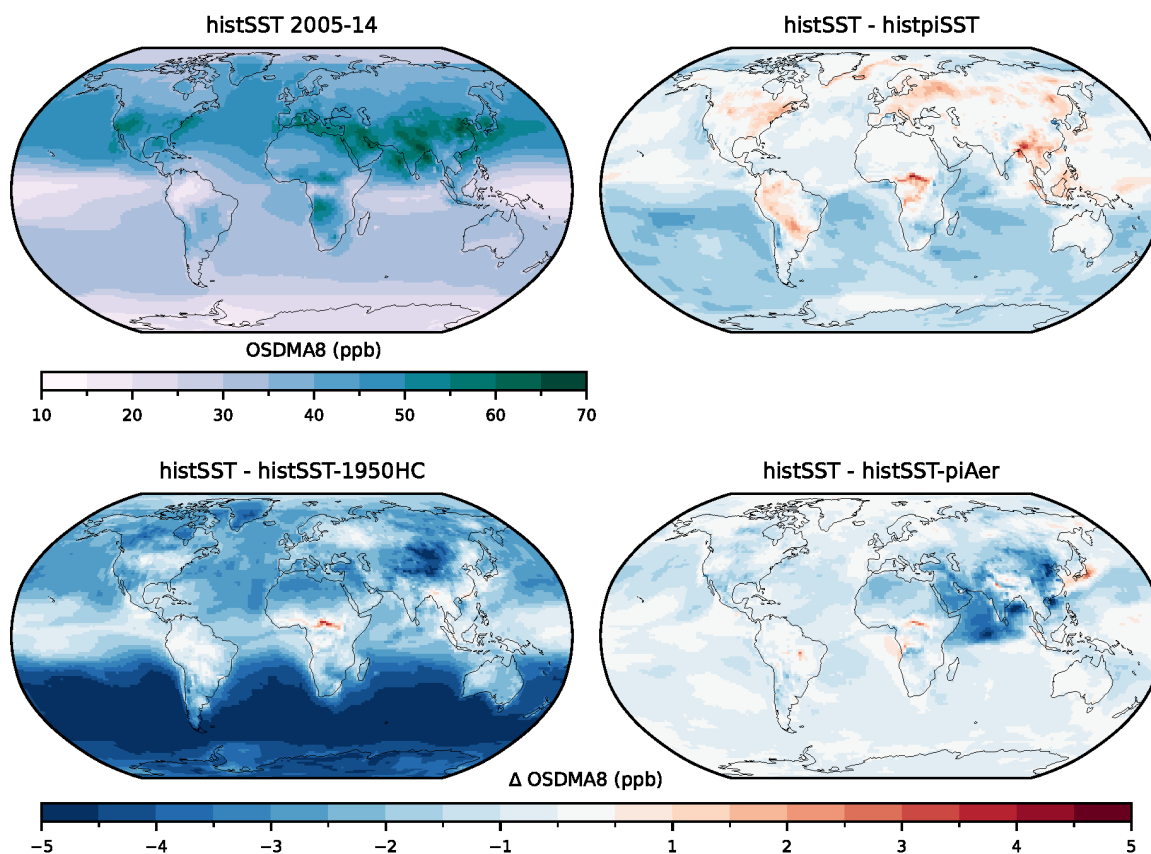 histSST 2005-14
histSST - histpiSST
OSDMA8 (ppb)
10 20 30 40 50 60 70
histSST - histSST-1950HC
histSST - histSST-piAer
Δ OSDMA8 (ppb)
−5 −4 −3 −2 −1 1 2 3 4 5